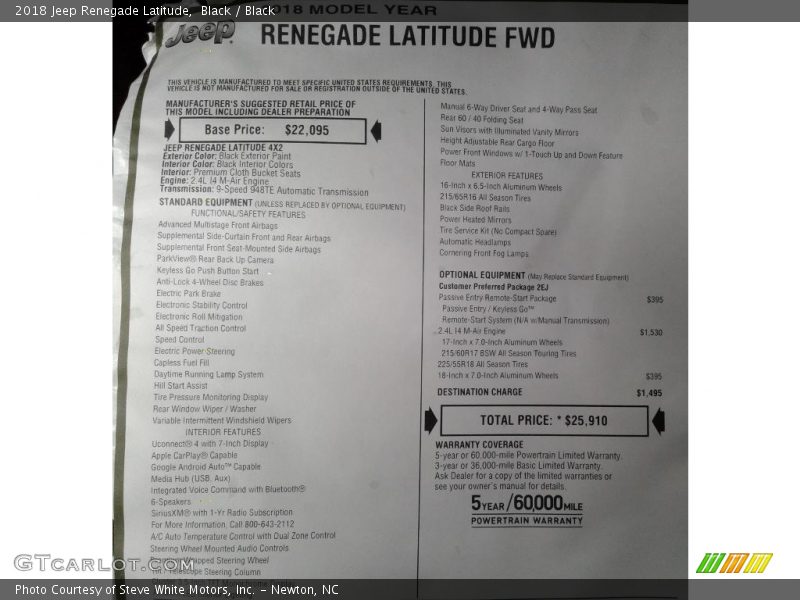 2018 Jeep Renegade Latitude, Black / Black
2018 MODEL YEAR
Jeep
RENEGADE LATITUDE FWD
THIS VEHICLE IS MANUFACTURED TO MEET SPECIFIC UNITED STATES REQUIREMENTS. THIS
VEHICLE IS NOT MANUFACTURED FOR SALE OR REGISTRATION OUTSIDE OF THE UNITED STATES.
MANUFACTURER'S SUGGESTED RETAIL PRICE OF
THIS MODEL INCLUDING DEALER PREPARATION
Base Price: $22,095
JEEP RENEGADE LATITUDE 4X2
Exterior Color: Black Exterior Paint
Interior Color: Black Interior Colors
Interior: Premium Cloth Bucket Seats
Engine: 2.4L I4 M-Air Engine
Transmission: 9-Speed 948TE Automatic Transmission
STANDARD EQUIPMENT (UNLESS REPLACED BY OPTIONAL EQUIPMENT)
FUNCTIONAL/SAFETY FEATURES
Advanced Multistage Front Airbags
Supplemental Side-Curtain Front and Rear Airbags
Supplemental Front Seat-Mounted Side Airbags
ParkView® Rear Back Up Camera
Keyless Go Push Button Start
Anti-Lock 4-Wheel Disc Brakes
Electric Park Brake
Electronic Stability Control
Electronic Roll Mitigation
All Speed Traction Control
Speed Control
Electric Power Steering
Capless Fuel Fill
Daytime Running Lamp System
Hill Start Assist
Tire Pressure Monitoring Display
Rear Window Wiper / Washer
Variable Intermittent Windshield Wipers
INTERIOR FEATURES
Uconnect® 4 with 7-Inch Display
Apple CarPlay® Capable
Google Android Auto™ Capable
Media Hub (USB, Aux)
Integrated Voice Command with Bluetooth®
6-Speakers
SiriusXM® with 1-Yr Radio Subscription
For More Information, Call 800-643-2112
A/C Auto Temperature Control with Dual Zone Control
Steering Wheel Mounted Audio Controls
Wrapped Steering Wheel
Tilt / Telescope Steering Column
Manual 6-Way Driver Seat and 4-Way Pass Seat
Rear 60 / 40 Folding Seat
Sun Visors with Illuminated Vanity Mirrors
Height Adjustable Rear Cargo Floor
Power Front Windows w/ 1-Touch Up and Down Feature
Floor Mats
EXTERIOR FEATURES
16-Inch x 6.5-Inch Aluminum Wheels
215/65R16 All Season Tires
Black Side Roof Rails
Power Heated Mirrors
Tire Service Kit (No Compact Spare)
Automatic Headlamps
Cornering Front Fog Lamps
OPTIONAL EQUIPMENT (May Replace Standard Equipment)
Customer Preferred Package 2EJ
Passive Entry Remote-Start Package $395
Passive Entry / Keyless Go™
Remote-Start System (N/A w/Manual Transmission)
2.4L I4 M-Air Engine $1,530
17-Inch x 7.0-Inch Aluminum Wheels
215/60R17 BSW All Season Touring Tires
225/55R18 All Season Tires
18-Inch x 7.0-Inch Aluminum Wheels $395
DESTINATION CHARGE $1,495
TOTAL PRICE: * $25,910
WARRANTY COVERAGE
5-year or 60,000-mile Powertrain Limited Warranty.
3-year or 36,000-mile Basic Limited Warranty.
Ask Dealer for a copy of the limited warranties or
see your owner's manual for details.
5YEAR/60,000MILE
POWERTRAIN WARRANTY
GTCarLot.com
Photo Courtesy of Steve White Motors, Inc. – Newton, NC